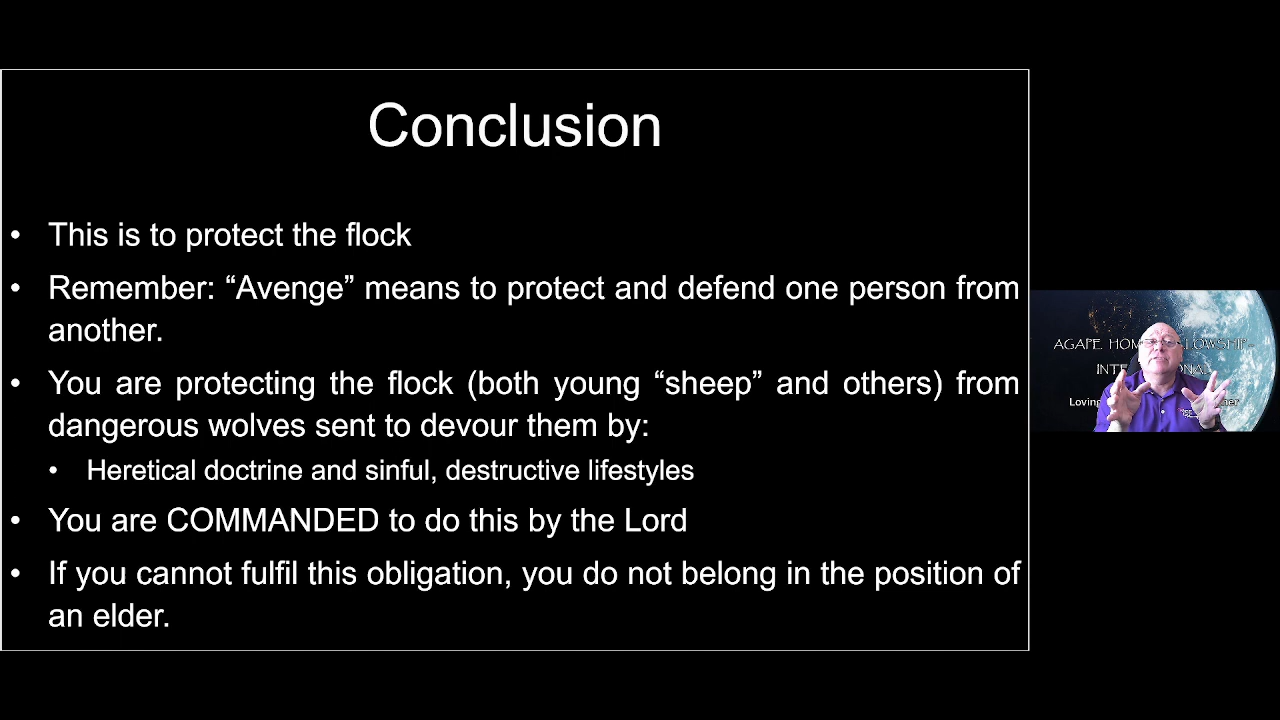 Conclusion
• This is to protect the flock
• Remember: “Avenge” means to protect and defend one person from
another.
• You are protecting the flock (both young “sheep” and others) from
dangerous wolves sent to devour them by:
• Heretical doctrine and sinful, destructive lifestyles
• You are COMMANDED to do this by the Lord
• If you cannot fulfil this obligation, you do not belong in the position of
an elder.
AGAPE
Loving